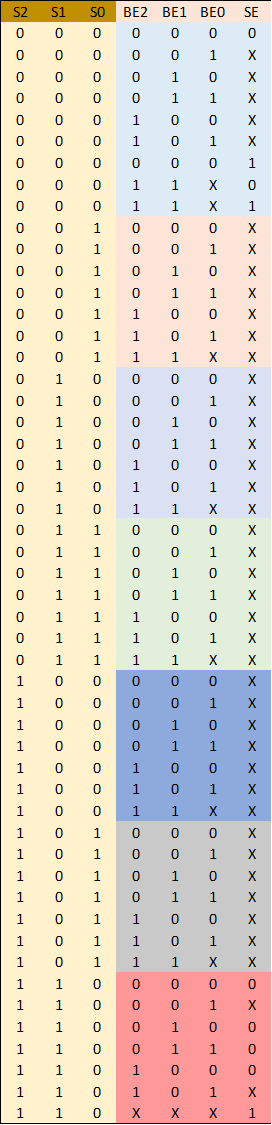 S2 S1 S0 BE2 BE1 BE0 SE
0 0 0 0 0 0 0
0 0 0 0 0 1 X
0 0 0 0 1 0 X
0 0 0 0 1 1 X
0 0 0 1 0 0 X
0 0 0 1 0 1 X
0 0 0 0 0 0 1
0 0 0 1 1 X 0
0 0 0 1 1 X 1
0 0 1 0 0 0 X
0 0 1 0 0 1 X
0 0 1 0 1 0 X
0 0 1 0 1 1 X
0 0 1 1 0 0 X
0 0 1 1 0 1 X
0 0 1 1 1 X X
0 1 0 0 0 0 X
0 1 0 0 0 1 X
0 1 0 0 1 0 X
0 1 0 0 1 1 X
0 1 0 1 0 0 X
0 1 0 1 0 1 X
0 1 0 1 1 X X
0 1 1 0 0 0 X
0 1 1 0 0 1 X
0 1 1 0 1 0 X
0 1 1 0 1 1 X
0 1 1 1 0 0 X
0 1 1 1 0 1 X
0 1 1 1 1 X X
1 0 0 0 0 0 X
1 0 0 0 0 1 X
1 0 0 0 1 0 X
1 0 0 0 1 1 X
1 0 0 1 0 0 X
1 0 0 1 0 1 X
1 0 0 1 1 X X
1 0 1 0 0 0 X
1 0 1 0 0 1 X
1 0 1 0 1 0 X
1 0 1 0 1 1 X
1 0 1 1 0 0 X
1 0 1 1 0 1 X
1 0 1 1 1 X X
1 1 0 0 0 0 0
1 1 0 0 0 1 X
1 1 0 0 1 0 0
1 1 0 0 1 1 0
1 1 0 1 0 0 0
1 1 0 1 0 1 X
1 1 0 X X X 1